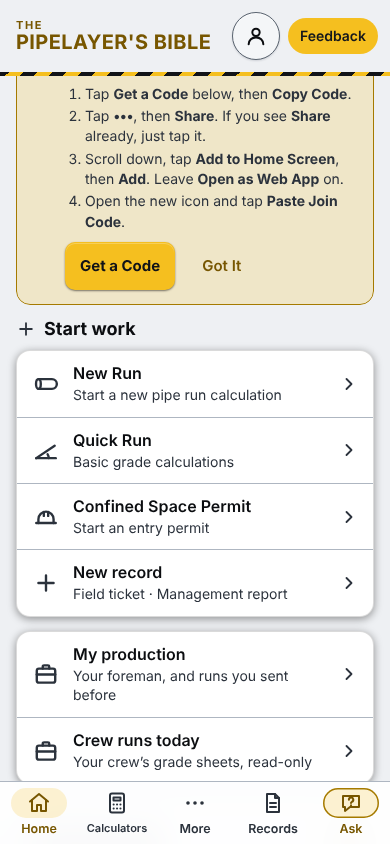 THE
PIPELAYER'S BIBLE
Feedback
1. Tap Get a Code below, then Copy Code.
2. Tap •••, then Share. If you see Share
already, just tap it.
3. Scroll down, tap Add to Home Screen,
then Add. Leave Open as Web App on.
4. Open the new icon and tap Paste Join
Code.
Get a Code
Got It
Start work
New Run
Start a new pipe run calculation
Quick Run
Basic grade calculations
Confined Space Permit
Start an entry permit
New record
Field ticket · Management report
My production
Your foreman, and runs you sent
before
Crew runs today
Your crew’s grade sheets, read-only
Home
Calculators
More
Records
Ask